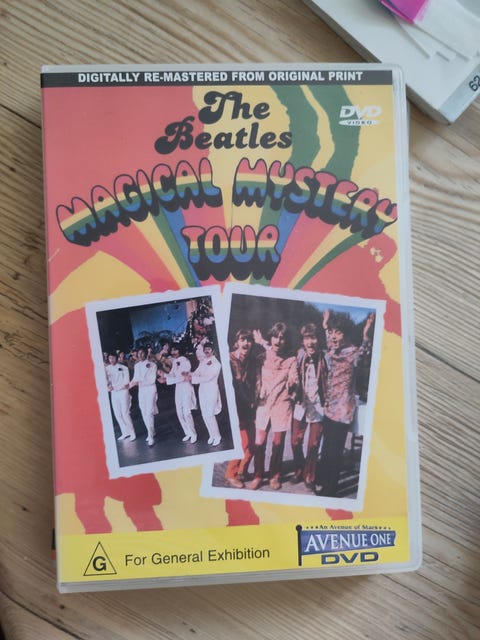 DIGITALLY RE-MASTERED FROM ORIGINAL PRINT
The
Beatles
DVD
VIDEO
MAGICAL MYSTERY
TOUR
G
For General Exhibition
An Avenue of Stars
AVENUE ONE
DVD
62